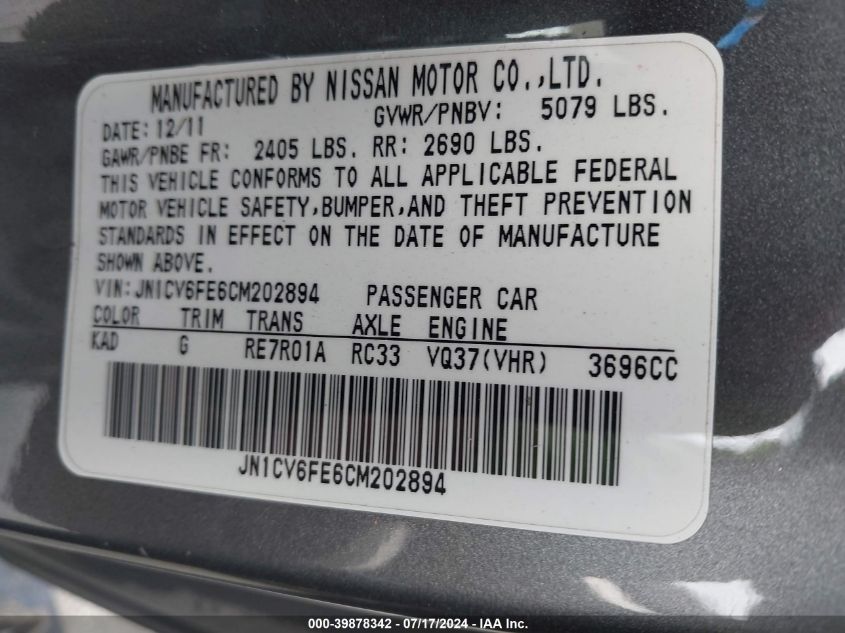 MANUFACTURED BY NISSAN MOTOR CO.,LTD.
DATE: 12/11 GVWR/PNBV: 5079 LBS.
GAWR/PNBE FR: 2405 LBS. RR: 2690 LBS.
THIS VEHICLE CONFORMS TO ALL APPLICABLE FEDERAL
MOTOR VEHICLE SAFETY,BUMPER,AND THEFT PREVENTION
STANDARDS IN EFFECT ON THE DATE OF MANUFACTURE
SHOWN ABOVE.
VIN:JN1CV6FE6CM202894 PASSENGER CAR
COLOR TRIM TRANS AXLE ENGINE
KAD G RE7R01A RC33 VQ37(VHR) 3696CC
JN1CV6FE6CM202894
000-39878342 - 07/17/2024 - IAAI Inc.